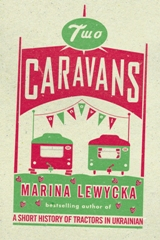 Two
CARAVANS
MARINA LEWYCKA
bestselling author of
A SHORT HISTORY OF TRACTORS IN UKRAINIAN